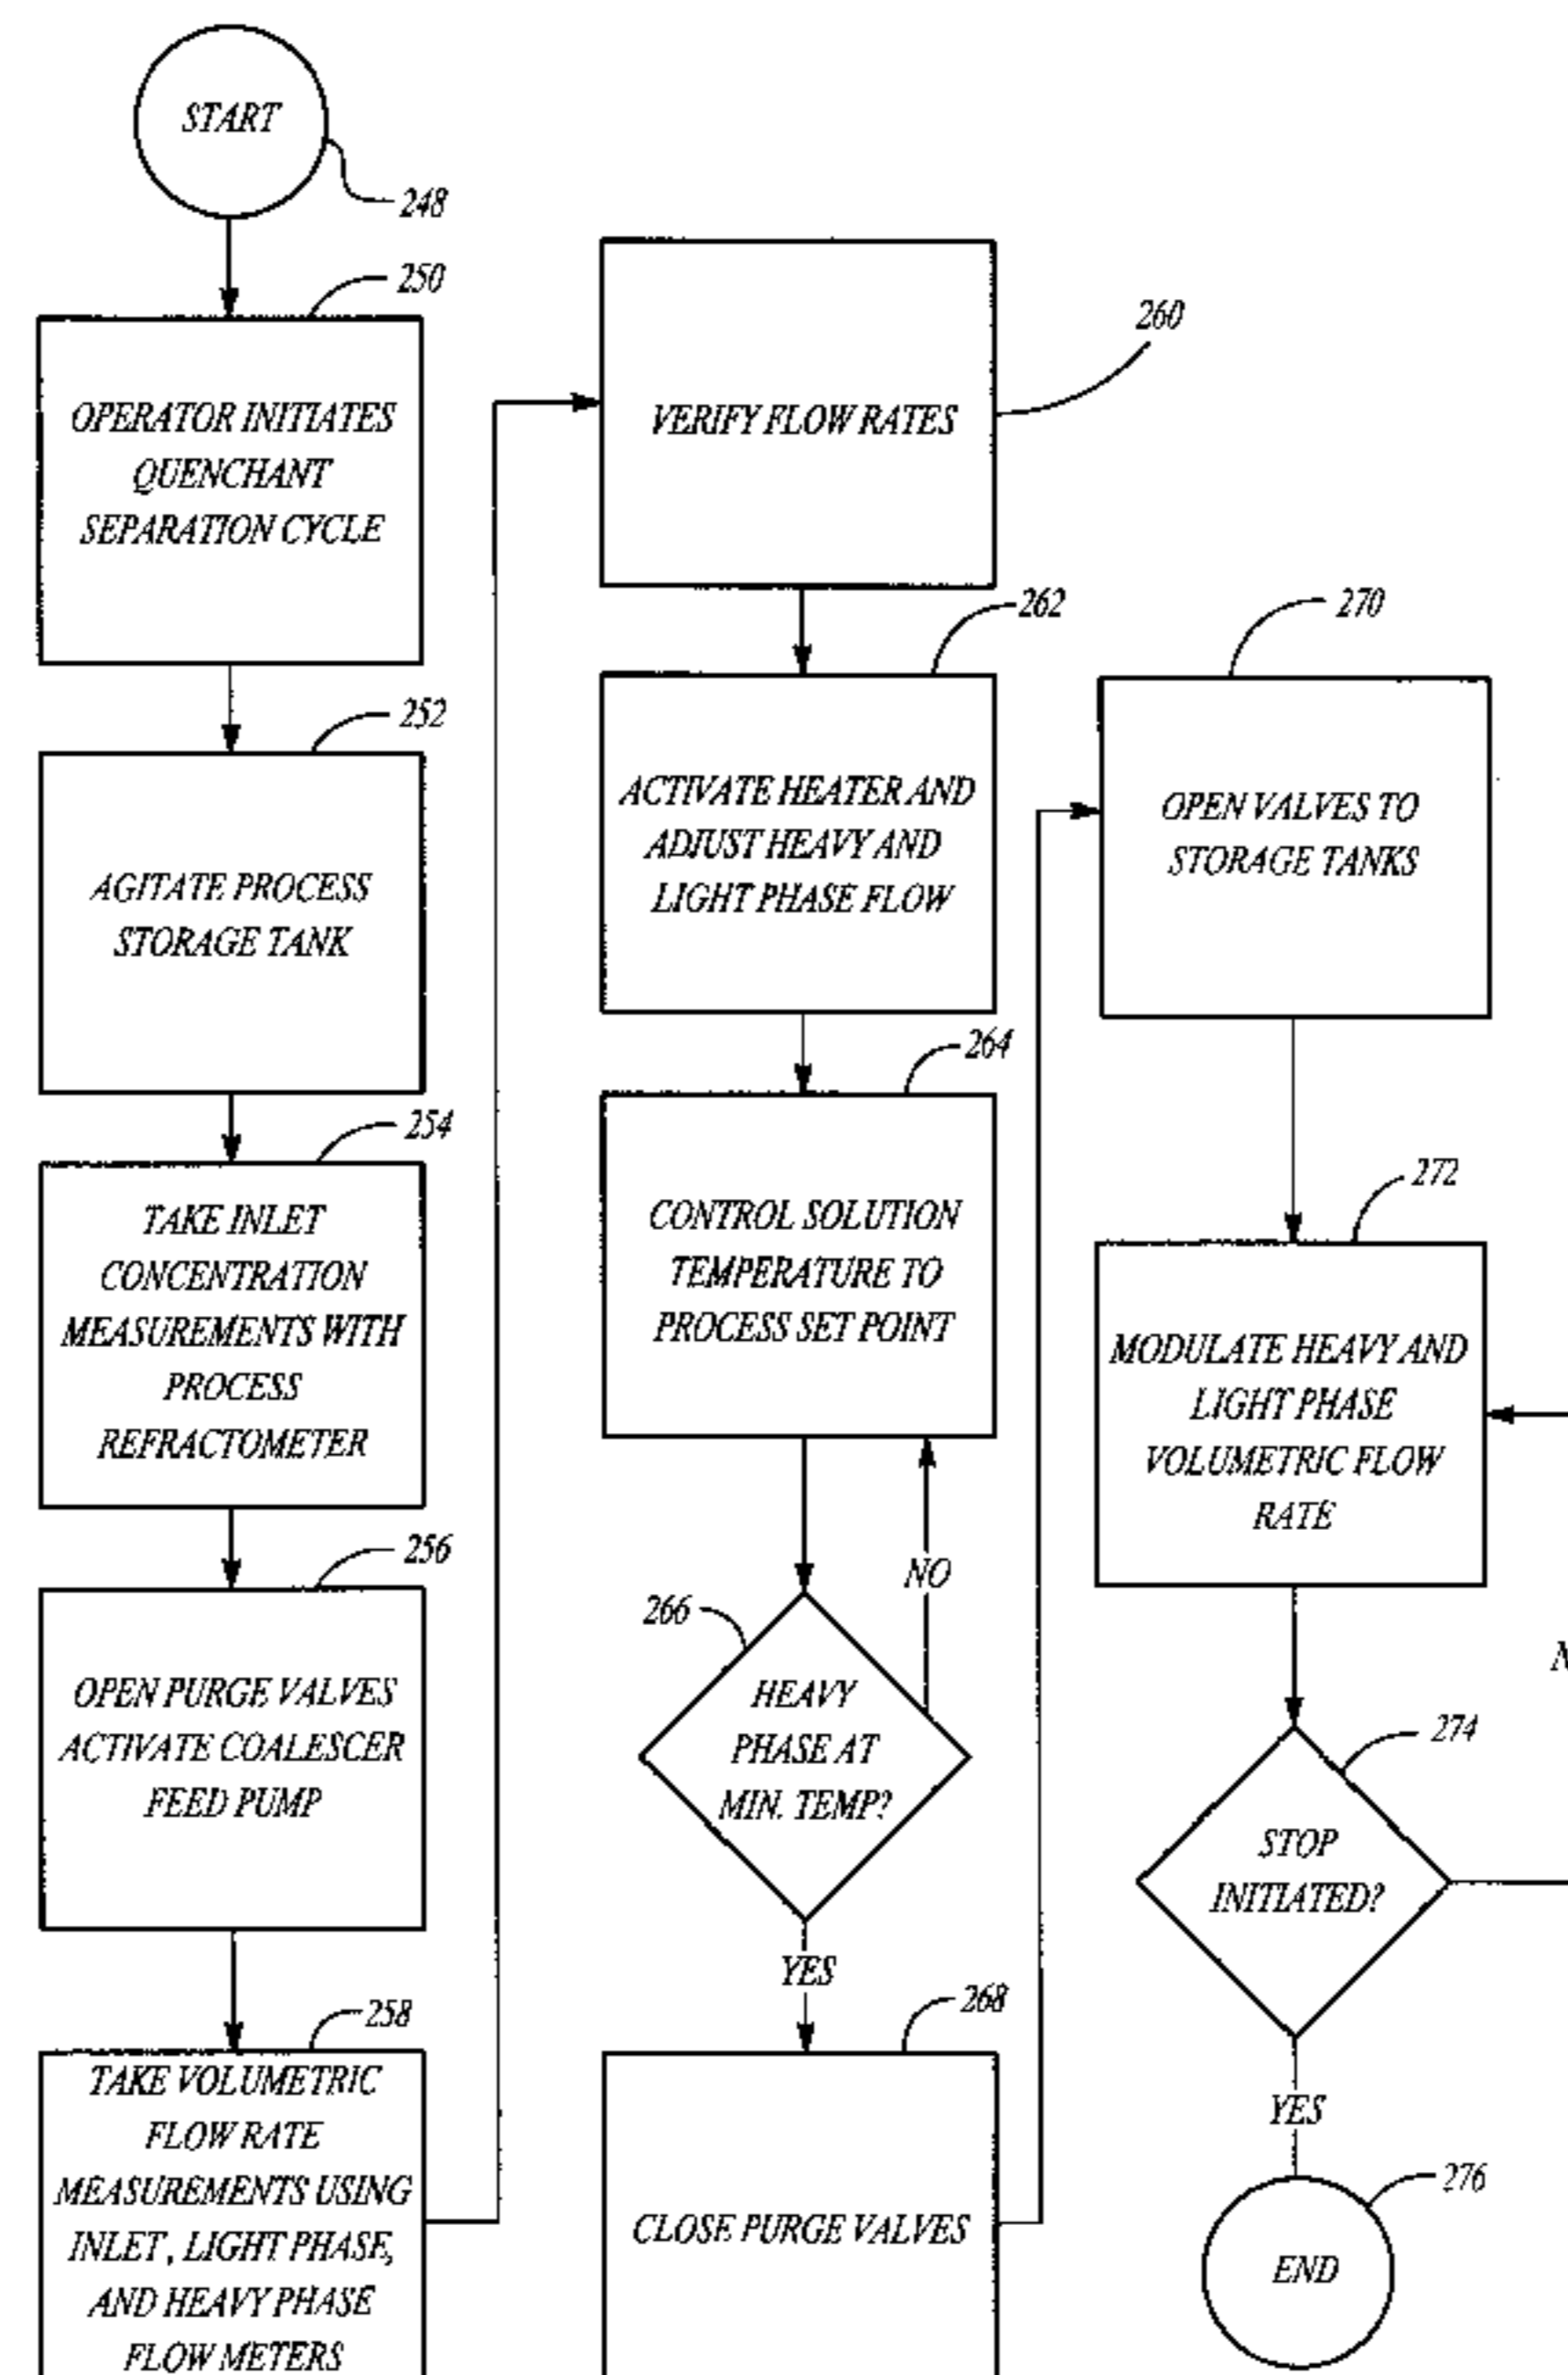 START
248
250
OPERATOR INITIATES
QUENCHANT
SEPARATION CYCLE
252
AGITATE PROCESS
STORAGE TANK
254
TAKE INLET
CONCENTRATION
MEASUREMENTS WITH
PROCESS
REFRACTOMETER
256
OPEN PURGE VALVES
ACTIVATE COALESCER
FEED PUMP
258
TAKE VOLUMETRIC
FLOW RATE
MEASUREMENTS USING
INLET, LIGHT PHASE,
AND HEAVY PHASE
FLOW METERS
260
VERIFY FLOW RATES
262
ACTIVATE HEATER AND
ADJUST HEAVY AND
LIGHT PHASE FLOW
264
CONTROL SOLUTION
TEMPERATURE TO
PROCESS SET POINT
NO
266
HEAVY
PHASE AT
MIN. TEMP?
YES
268
CLOSE PURGE VALVES
270
OPEN VALVES TO
STORAGE TANKS
272
MODULATE HEAVY AND
LIGHT PHASE
VOLUMETRIC FLOW
RATE
274
STOP
INITIATED?
YES
276
END